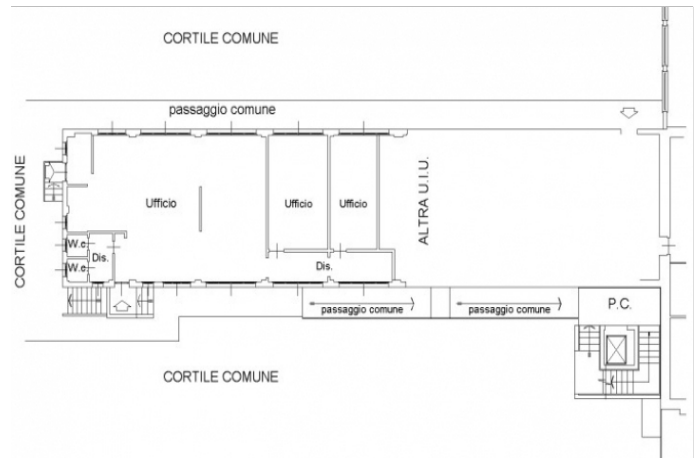 CORTILE COMUNE
passaggio comune
CORTILE COMUNE
Ufficio
Ufficio
Ufficio
ALTRA U.I.U.
W.c
Dis.
W.c
Dis.
passaggio comune
passaggio comune
P.C.
CORTILE COMUNE